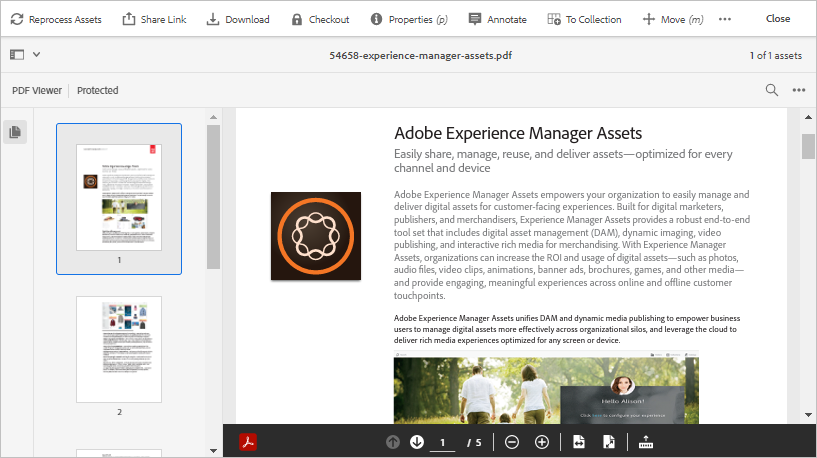 Reprocess Assets Share Link Download Checkout Properties (p) Annotate To Collection Move (m) Close
54658-experience-manager-assets.pdf 1 of 1 assets
PDF Viewer Protected
1
2
Adobe Experience Manager Assets
Easily share, manage, reuse, and deliver assets—optimized for every
channel and device
Adobe Experience Manager Assets empowers your organization to easily manage and
deliver digital assets for customer-facing experiences. Built for digital marketers,
publishers, and merchandisers, Experience Manager Assets provides a robust end-to-end
tool set that includes digital asset management (DAM), dynamic imaging, video
publishing, and interactive rich media for merchandising. With Experience Manager
Assets, organizations can increase the ROI and usage of digital assets—such as photos,
audio files, video clips, animations, banner ads, brochures, games, and other media—
and provide engaging, meaningful experiences across online and offline customer
touchpoints.
Adobe Experience Manager Assets unifies DAM and dynamic media publishing to empower business
users to manage digital assets more effectively across organizational silos, and leverage the cloud to
deliver rich media experiences optimized for any screen or device.
Hello Alison!
Click here to configure your experience
1 / 5